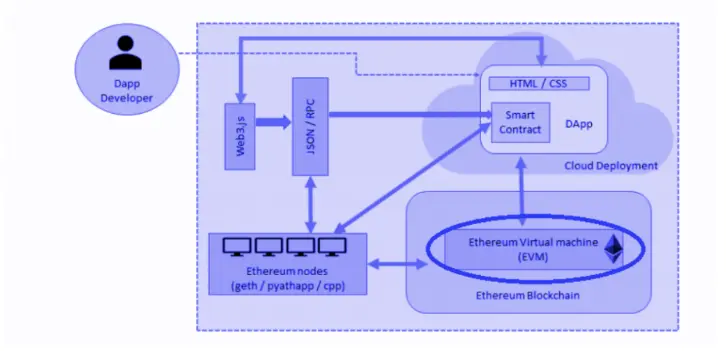 Dapp
Developer
HTML / CSS
Smart
Contract
DApp
Cloud Deployment
Web3.js
JSON / RPC
Ethereum nodes
(geth / pyathapp / cpp)
Ethereum Virtual machine
(EVM)
Ethereum Blockchain